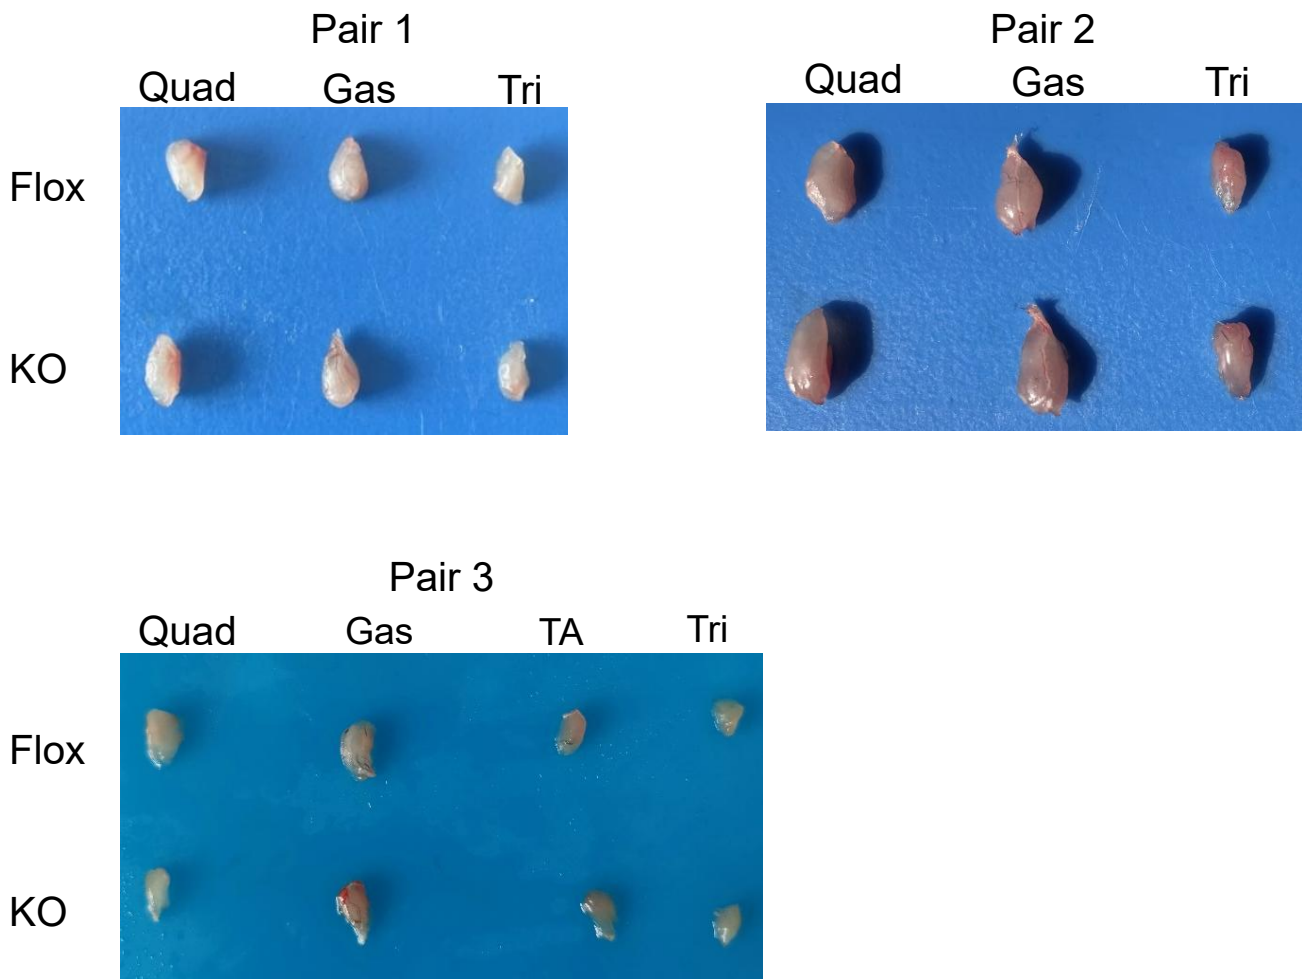 Pair 1
Quad Gas Tri
Flox
KO
Pair 2
Quad Gas Tri
Pair 3
Quad Gas TA Tri
Flox
KO